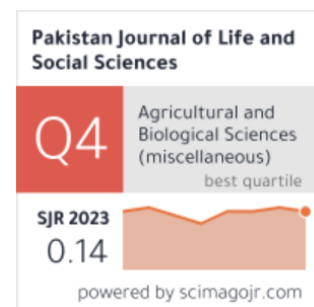 Pakistan Journal of Life and
Social Sciences
Q4
Agricultural and
Biological Sciences
(miscellaneous)
best quartile
SJR 2023
0.14
powered by scimagojr.com